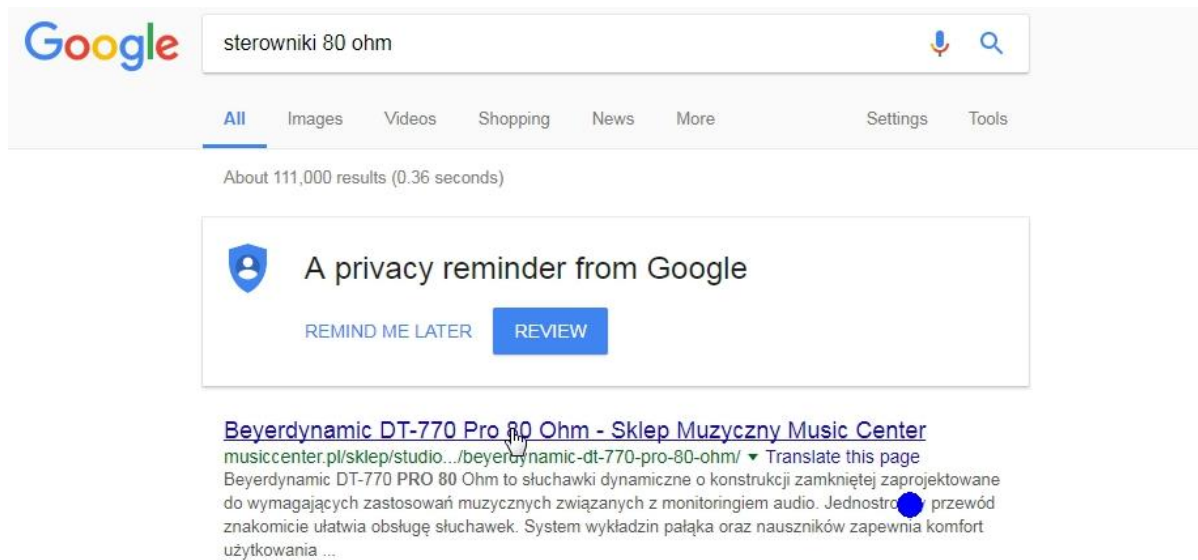 Google
sterowniki 80 ohm
All Images Videos Shopping News More Settings Tools
About 111,000 results (0.36 seconds)
A privacy reminder from Google
REMIND ME LATER REVIEW
Beyerdynamic DT-770 Pro 80 Ohm - Sklep Muzyczny Music Center
musiccenter.pl/sklep/studio.../beyerdynamic-dt-770-pro-80-ohm/ ▾ Translate this page
Beyerdynamic DT-770 PRO 80 Ohm to słuchawki dynamiczne o konstrukcji zamkniętej zaprojektowane
do wymagających zastosowań muzycznych związanych z monitoringiem audio. przewód
znakomicie ułatwia obsługę słuchawek. System wykładzin pałąka oraz nauszników zapewnia komfort
użytkowania ...